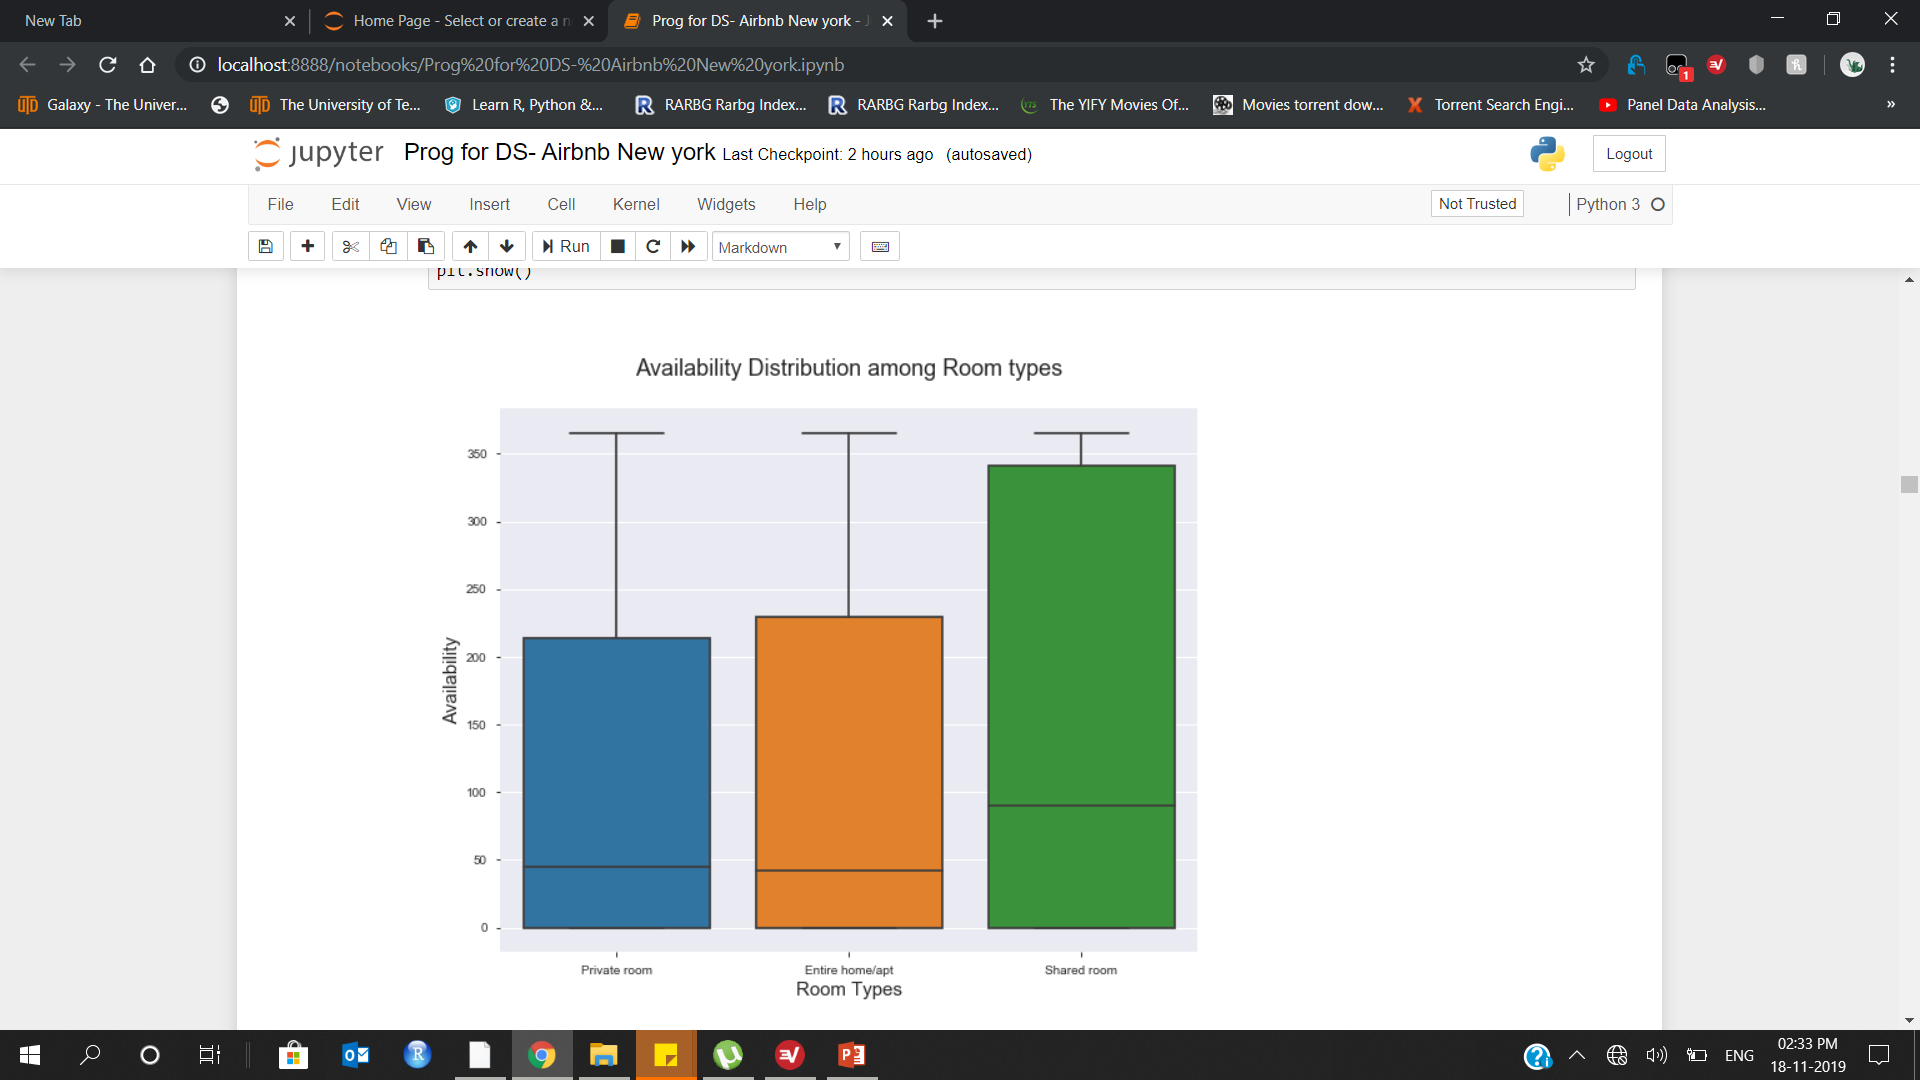 New Tab
Home Page - Select or create a n
Prog for DS- Airbnb New york - J
localhost:8888/notebooks/Prog%20for%20DS-%20Airbnb%20New%20york.ipynb
1
Galaxy - The Univer...
The University of Te...
Learn R, Python &...
RARBG Rarbg Index...
RARBG Rarbg Index...
The YIFY Movies Of...
Movies torrent dow...
Torrent Search Engi...
Panel Data Analysis...
»
jupyter
Prog for DS- Airbnb New york Last Checkpoint: 2 hours ago (autosaved)
Logout
File Edit View Insert Cell Kernel Widgets Help
Not Trusted
Python 3
Run
Markdown
plt.show()
Availability Distribution among Room types
350
300
250
200
150
100
50
0
Availability
Private room
Entire home/apt
Shared room
Room Types
ENG
02:33 PM
18-11-2019